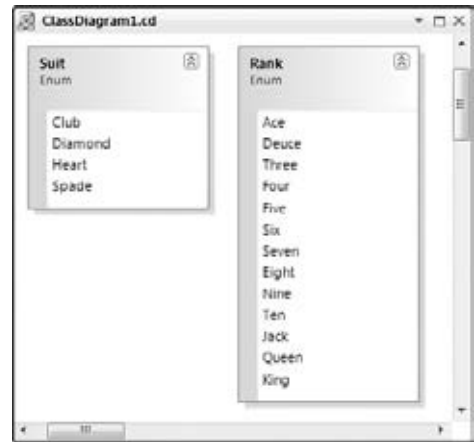 ClassDiagram1.cd
Suit
Enum
Club
Diamond
Heart
Spade
Rank
Enum
Ace
Deuce
Three
Four
Five
Six
Seven
Eight
Nine
Ten
Jack
Queen
King